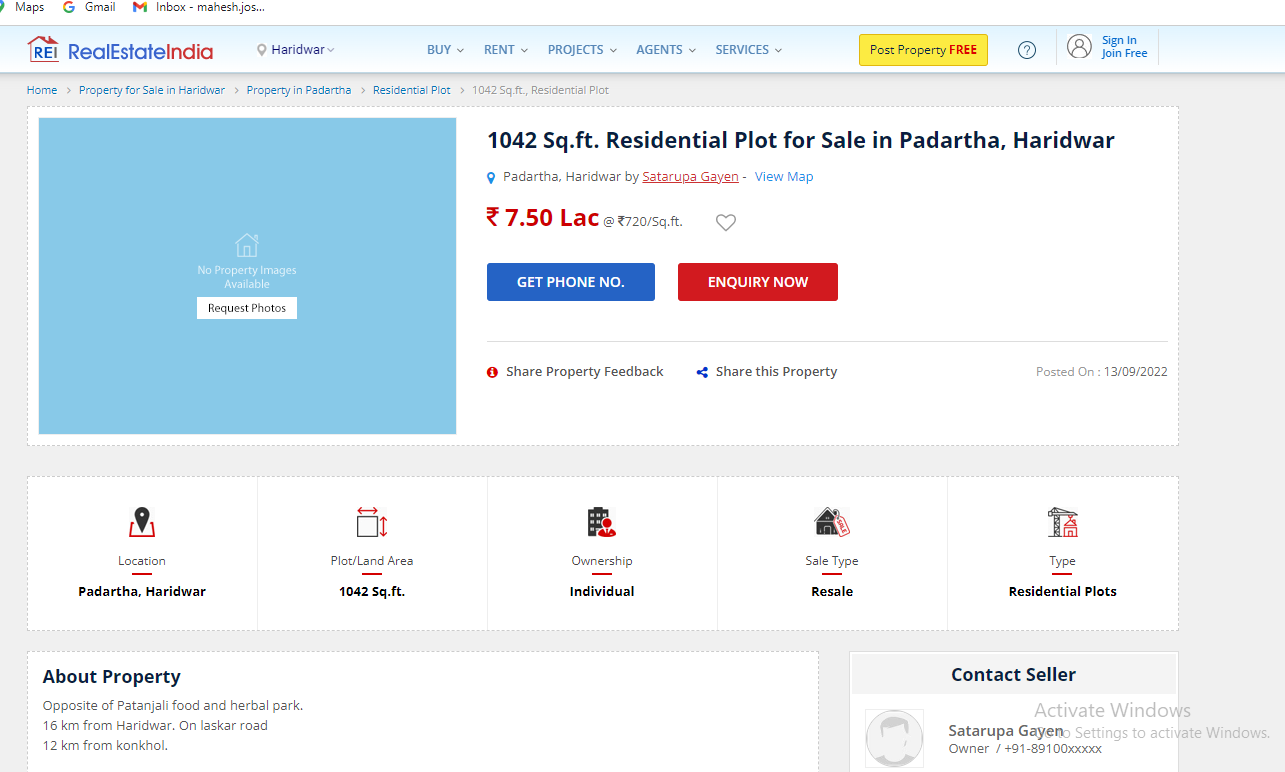 Maps Gmail Inbox - mahesh.jos...
REI RealEstateIndia Haridwar BUY RENT PROJECTS AGENTS SERVICES Post Property FREE ? Sign In
Join Free
Home > Property for Sale in Haridwar > Property in Padartha > Residential Plot > 1042 Sq.ft., Residential Plot
No Property Images
Available
Request Photos
1042 Sq.ft. Residential Plot for Sale in Padartha, Haridwar
Padartha, Haridwar by Satarupa Gayen - View Map
₹ 7.50 Lac @ ₹720/Sq.ft.
GET PHONE NO. ENQUIRY NOW
Share Property Feedback Share this Property Posted On : 13/09/2022
Location Plot/Land Area Ownership Sale Type Type
Padartha, Haridwar 1042 Sq.ft. Individual Resale Residential Plots
SALE
About Property
Opposite of Patanjali food and herbal park.
16 km from Haridwar. On laskar road
12 km from konkhol.
Contact Seller
Satarupa Gayen
Owner / +91-89100xxxxx
Activate Windows
Go to Settings to activate Windows.